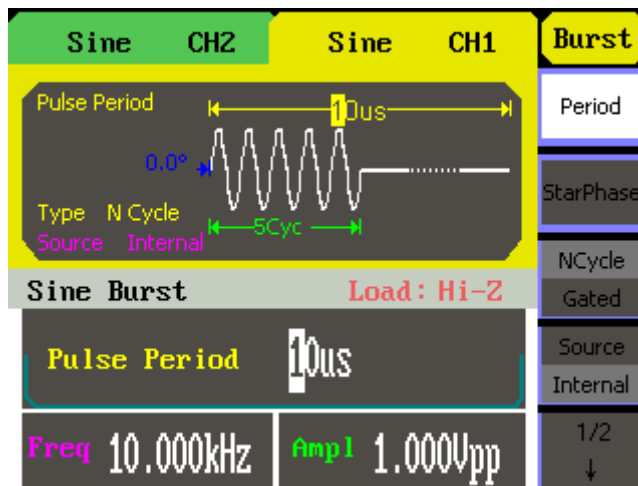 Sine CH2 Sine CH1 Burst
Pulse Period 10us
0.0°
Type N Cycle
Source Internal
5Cyc
Sine Burst Load: Hi-Z
Pulse Period 10us
Freq 10.000kHz Ampl 1.000Vpp
Period
StarPhase
NCycle
Gated
Source
Internal
1/2
↓